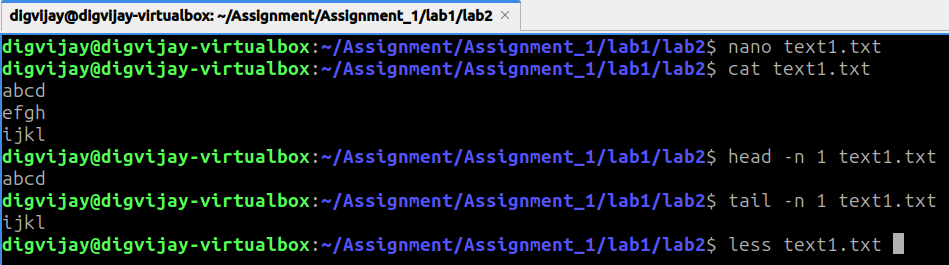 digvijay@digvijay-virtualbox: ~/Assignment/Assignment_1/lab1/lab2 ×
digvijay@digvijay-virtualbox:~/Assignment/Assignment_1/lab1/lab2$ nano text1.txt
digvijay@digvijay-virtualbox:~/Assignment/Assignment_1/lab1/lab2$ cat text1.txt
abcd
efgh
ijkl
digvijay@digvijay-virtualbox:~/Assignment/Assignment_1/lab1/lab2$ head -n 1 text1.txt
abcd
digvijay@digvijay-virtualbox:~/Assignment/Assignment_1/lab1/lab2$ tail -n 1 text1.txt
ijkl
digvijay@digvijay-virtualbox:~/Assignment/Assignment_1/lab1/lab2$ less text1.txt